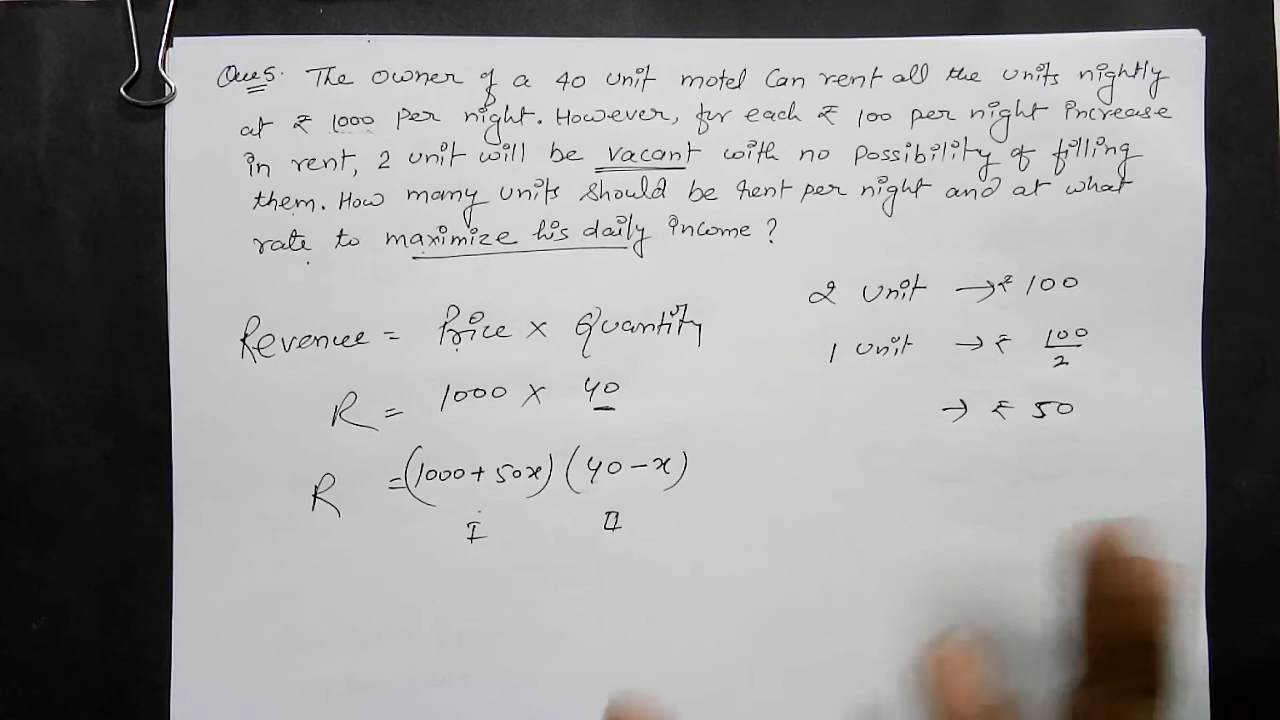 Que 5. The owner of a 40 unit motel Can rent all the units nightly
at ₹ 1000 per night. However, for each ₹ 100 per night increase
in rent, 2 unit will be vacant with no possibility of filling
them. How many units should be rent per night and at what
rate to maximize his daily income ?
2 unit → ₹ 100
Revenue = Price × Quantity
1 unit → ₹ 100/2
R = 1000 × 40
→ ₹ 50
R = (1000 + 50x) (40 - x)
I II